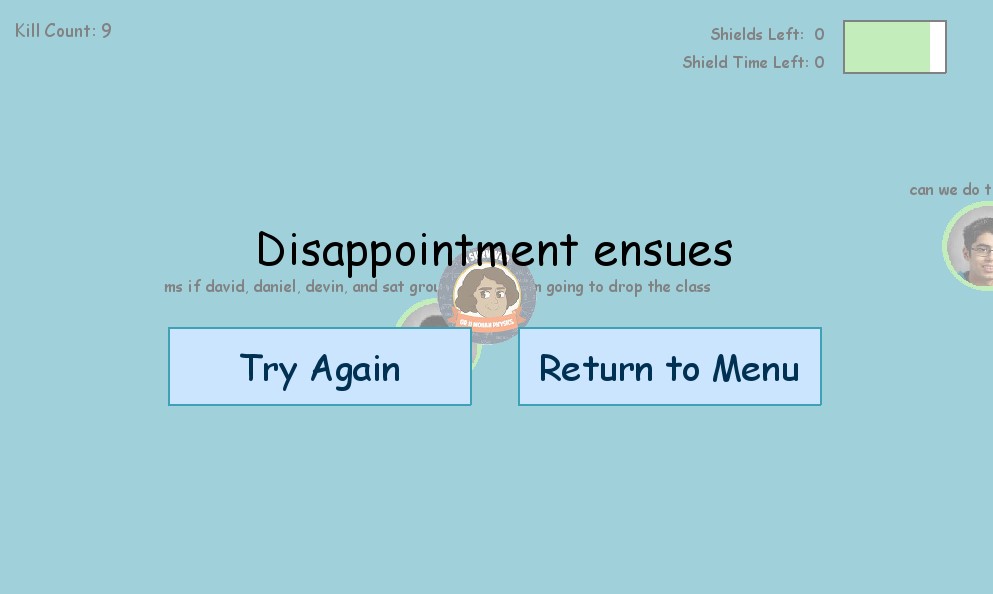 Kill Count: 9
Shields Left: 0
Shield Time Left: 0
can we do t
Disappointment ensues
ms if david, daniel, devin, and sat grou n going to drop the class
Try Again
Return to Menu